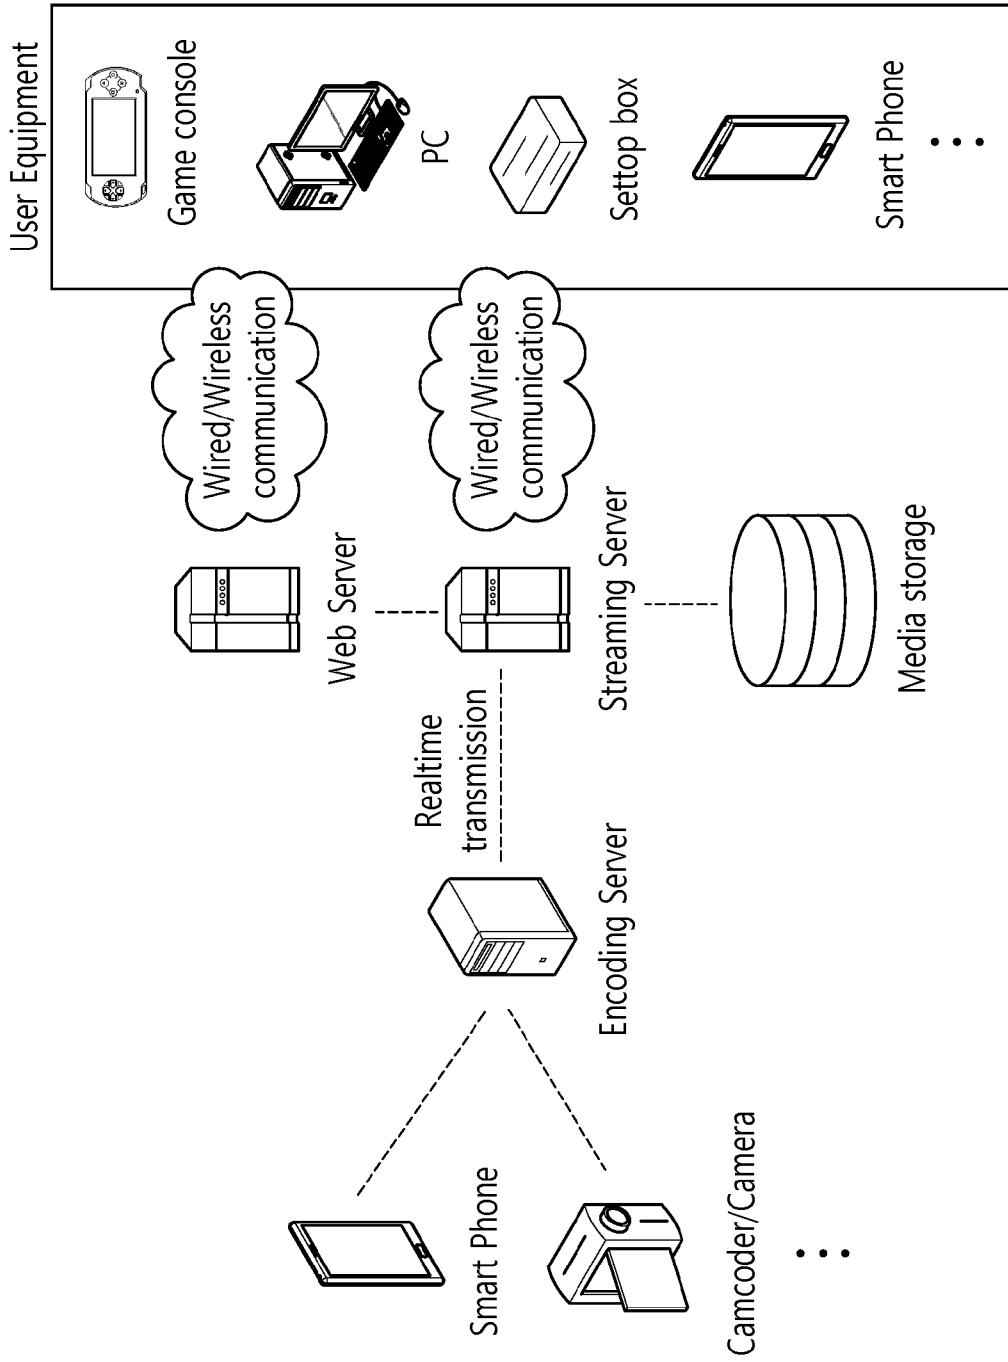 User Equipment
Game console
PC
Settop box
Smart Phone
Wired/Wireless
communication
Wired/Wireless
communication
Web Server
Streaming Server
Media storage
Realtime
transmission
Encoding Server
Smart Phone
Camcoder/Camera